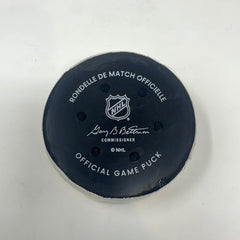 RONDELLE DE MATCH OFFICIELLE
NHL
Gary B Bettman
COMMISSIONER
© NHL
OFFICIAL GAME PUCK